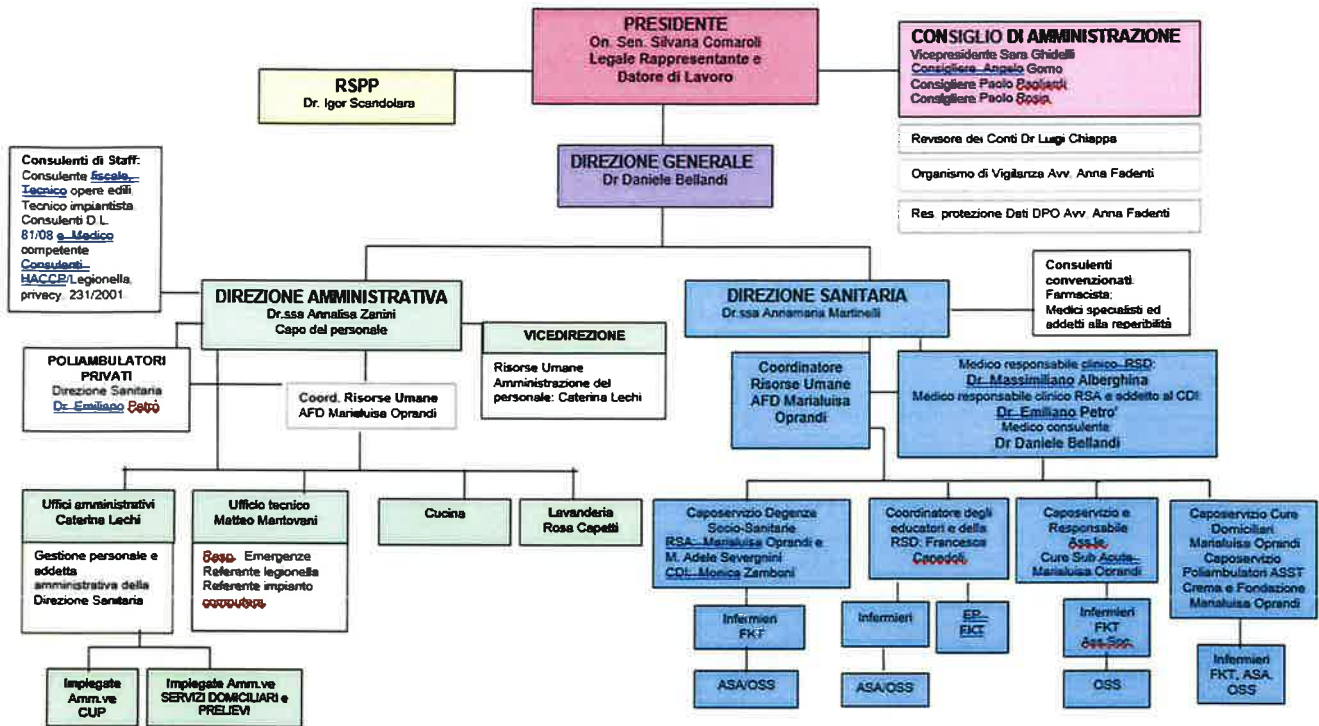 PRESIDENTE
On. Sen. Silvana Comaroli
Legale Rappresentante e
Datore di Lavoro
CONSIGLIO DI AMMINISTRAZIONE
Vicepresidente Sara Ghidelli
Consigliere Angelo Gomo
Consigliere Paolo Pagliardi
Consigliere Paolo
RSPP
Dr. Igor Scandolara
Revisore dei Conti Dr Luigi Chiappa
Organismo di Vigilanza Avv. Anna Fadenti
Res. protezione Dati DPO Avv. Anna Fadenti
DIREZIONE GENERALE
Dr Daniele Bellandi
Consulenti di Staff:
Consulente fiscale,
Tecnico opere edili,
Tecnico impiantista.
Consulenti D.L.
81/08 e Medico
competente
Consulenti
HACCP/Legionella,
privacy, 231/2001
DIREZIONE AMMINISTRATIVA
Dr.ssa Annalisa Zanini
Capo del personale
DIREZIONE SANITARIA
Dr.ssa Annamaria Martinelli
Consulenti
convenzionati.
Farmacista;
Medici specialisti ed
addetti alla reperibilità
POLIAMBULATORI
PRIVATI
Direzione Sanitaria
Dr. Emiliano Petrò
VICEDIREZIONE
Risorse Umane
Amministrazione del
personale: Caterina Lechi
Coord. Risorse Umane
AFD Marialuisa Oprandi
Coordinatore
Risorse Umane
AFD Marialuisa
Oprandi
Medico responsabile clinico RSD:
Dr. Massimiliano Alberghina
Medico responsabile clinico RSA e addetto al CDI:
Dr. Emiliano Petro'
Medico consulente
Dr Daniele Bellandi
Uffici amministrativi
Caterina Lechi
Gestione personale e
addetta
amministrativa della
Direzione Sanitaria
Ufficio tecnico
Matteo Mantovani
Resp. Emergenze
Referente legionella
Referente impianto
computers
Cucina
Lavanderia
Rosa Capetti
Caposervizio Degenze
Socio-Sanitarie
RSA: Marialuisa Oprandi e
M. Adele Severgnini
CDI: Monica Zamboni
Coordinatore degli
educatori e della
RSD: Francesca
Capedoli
Caposervizio e
Responsabile
Ass.le
Cure Sub Acute
Marialuisa Oprandi
Caposervizio Cure
Domiciliari
Marialuisa Oprandi
Caposervizio
Poliambulatori ASST
Crema e Fondazione
Marialuisa Oprandi
Infermieri
FKT
Infermieri
EP
FKT
Infermieri
FKT
Ass.Soc.
Infermieri
FKT, ASA,
OSS
ASA/OSS
ASA/OSS
OSS
Impiegate
Amm.ve
CUP
Impiegate Amm.ve
SERVIZI DOMICILIARI e
PRELIEVI